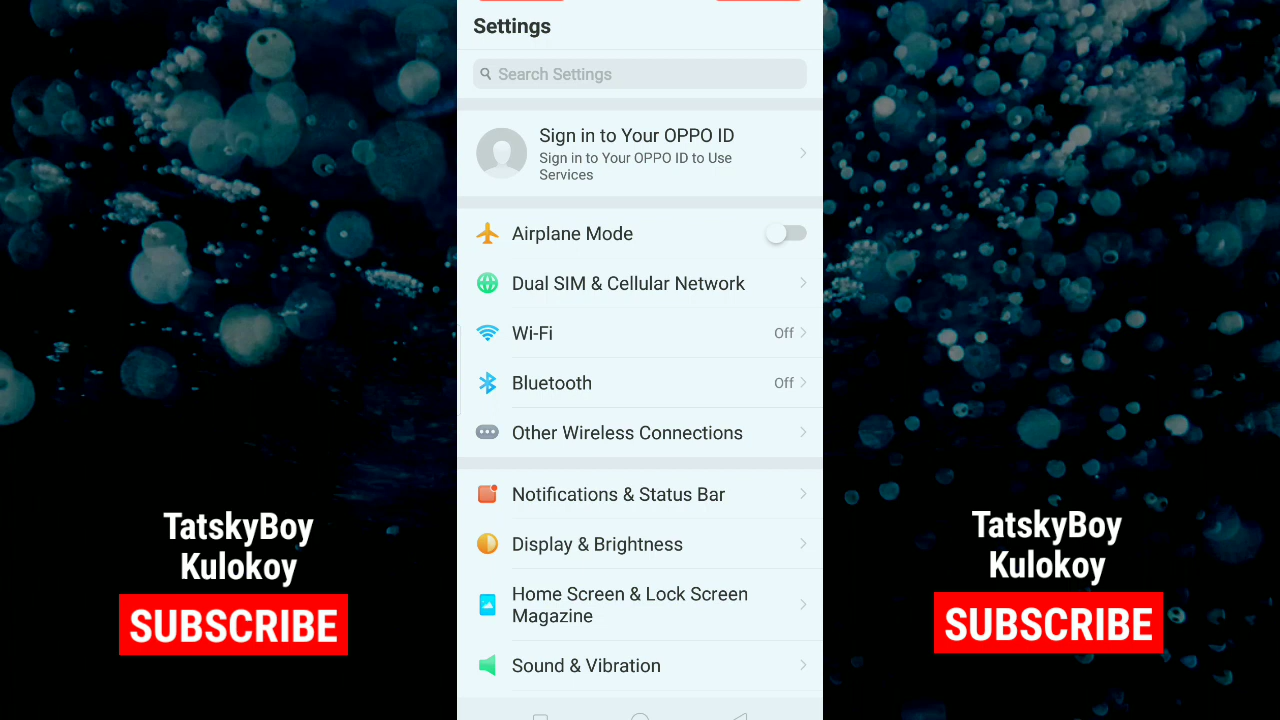 Settings
Search Settings
Sign in to Your OPPO ID
Sign in to Your OPPO ID to Use
Services
Airplane Mode
Dual SIM & Cellular Network
Wi-Fi Off
Bluetooth Off
Other Wireless Connections
Notifications & Status Bar
Display & Brightness
Home Screen & Lock Screen
Magazine
Sound & Vibration
TatskyBoy
Kulokoy
SUBSCRIBE
TatskyBoy
Kulokoy
SUBSCRIBE